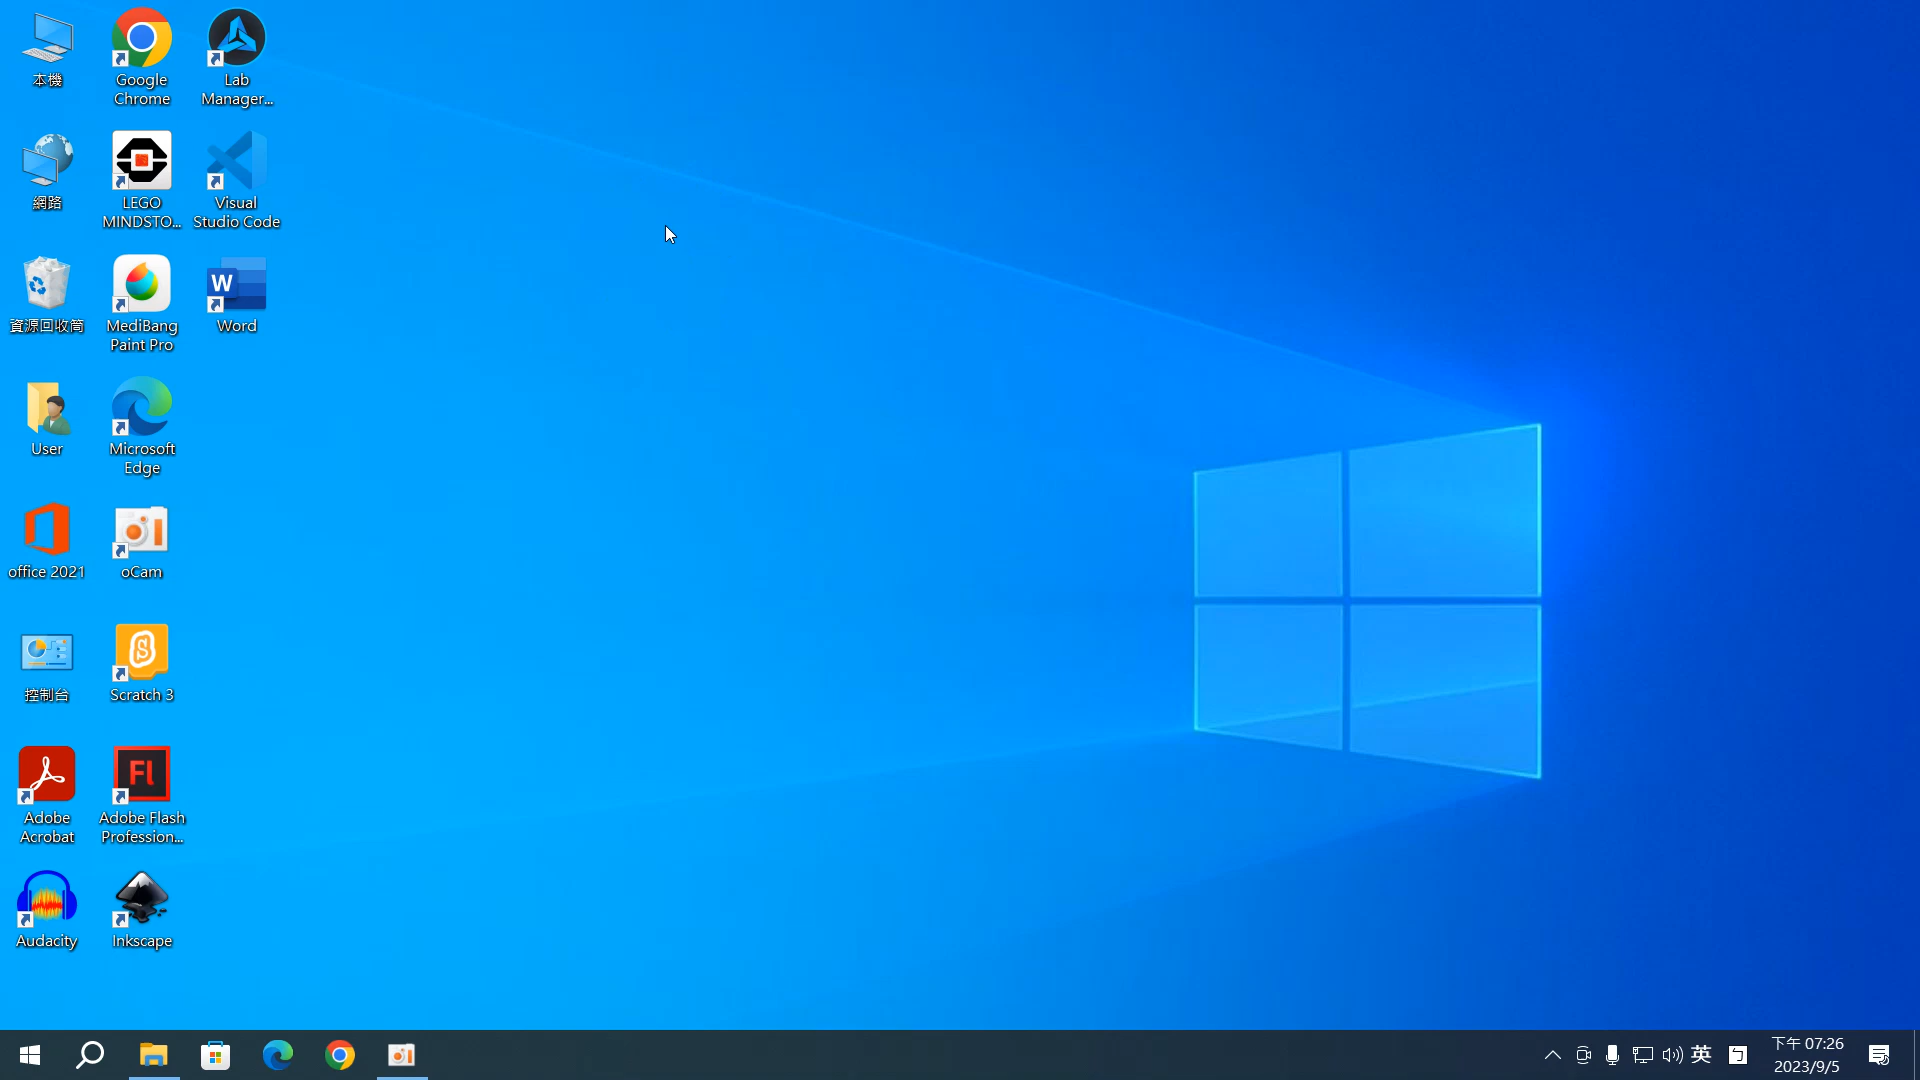 本機
Google
Chrome
Lab
Manager...
網路
LEGO
MINDSTO...
Visual
Studio Code
資源回收筒
MediBang
Paint Pro
W
Word
User
Microsoft
Edge
office 2021
oCam
控制台
S
Scratch 3
Fl
Adobe
Acrobat
Adobe Flash
Profession...
Audacity
Inkscape
英
下午 07:26
2023/9/5